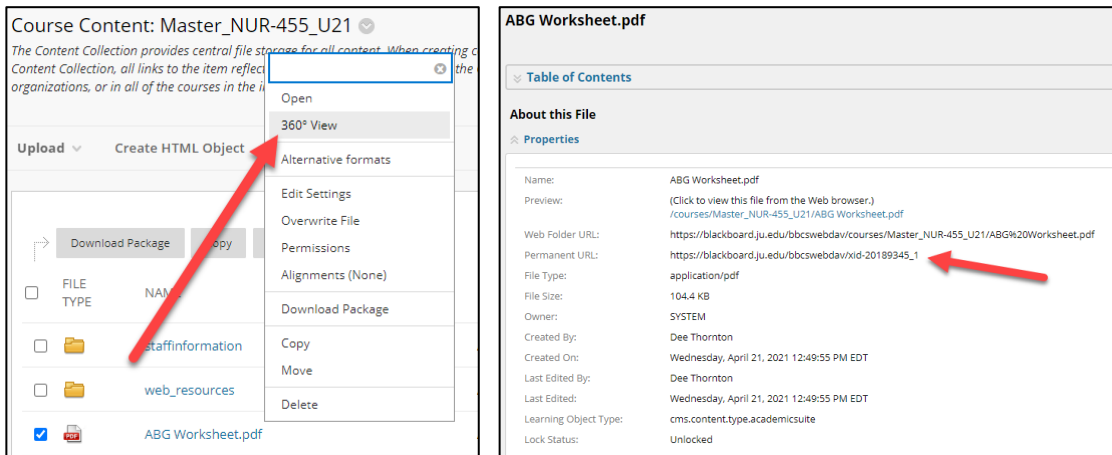 Course Content: Master_NUR-455_U21
The Content Collection provides central file storage for all content. When creating c
Content Collection, all links to the item reflect the
organizations, or in all of the courses in the i
Open
360° View
Alternative formats
Edit Settings
Overwrite File
Permissions
Alignments (None)
Download Package
Copy
Move
Delete
Upload
Create HTML Object
Download Package
FILE
TYPE
staffinformation
web_resources
PDF
ABG Worksheet.pdf
ABG Worksheet.pdf
Table of Contents
About this File
Properties
Name: ABG Worksheet.pdf
Preview: (Click to view this file from the Web browser.)
/courses/Master_NUR-455_U21/ABG Worksheet.pdf
Web Folder URL: https://blackboard.ju.edu/bbcswebdav/courses/Master_NUR-455_U21/ABG%20Worksheet.pdf
Permanent URL: https://blackboard.ju.edu/bbcswebdav/xid-20189345_1
File Type: application/pdf
File Size: 104.4 KB
Owner: SYSTEM
Created By: Dee Thornton
Created On: Wednesday, April 21, 2021 12:49:55 PM EDT
Last Edited By: Dee Thornton
Last Edited: Wednesday, April 21, 2021 12:49:55 PM EDT
Learning Object Type: cms.content.type.academicsuite
Lock Status: Unlocked